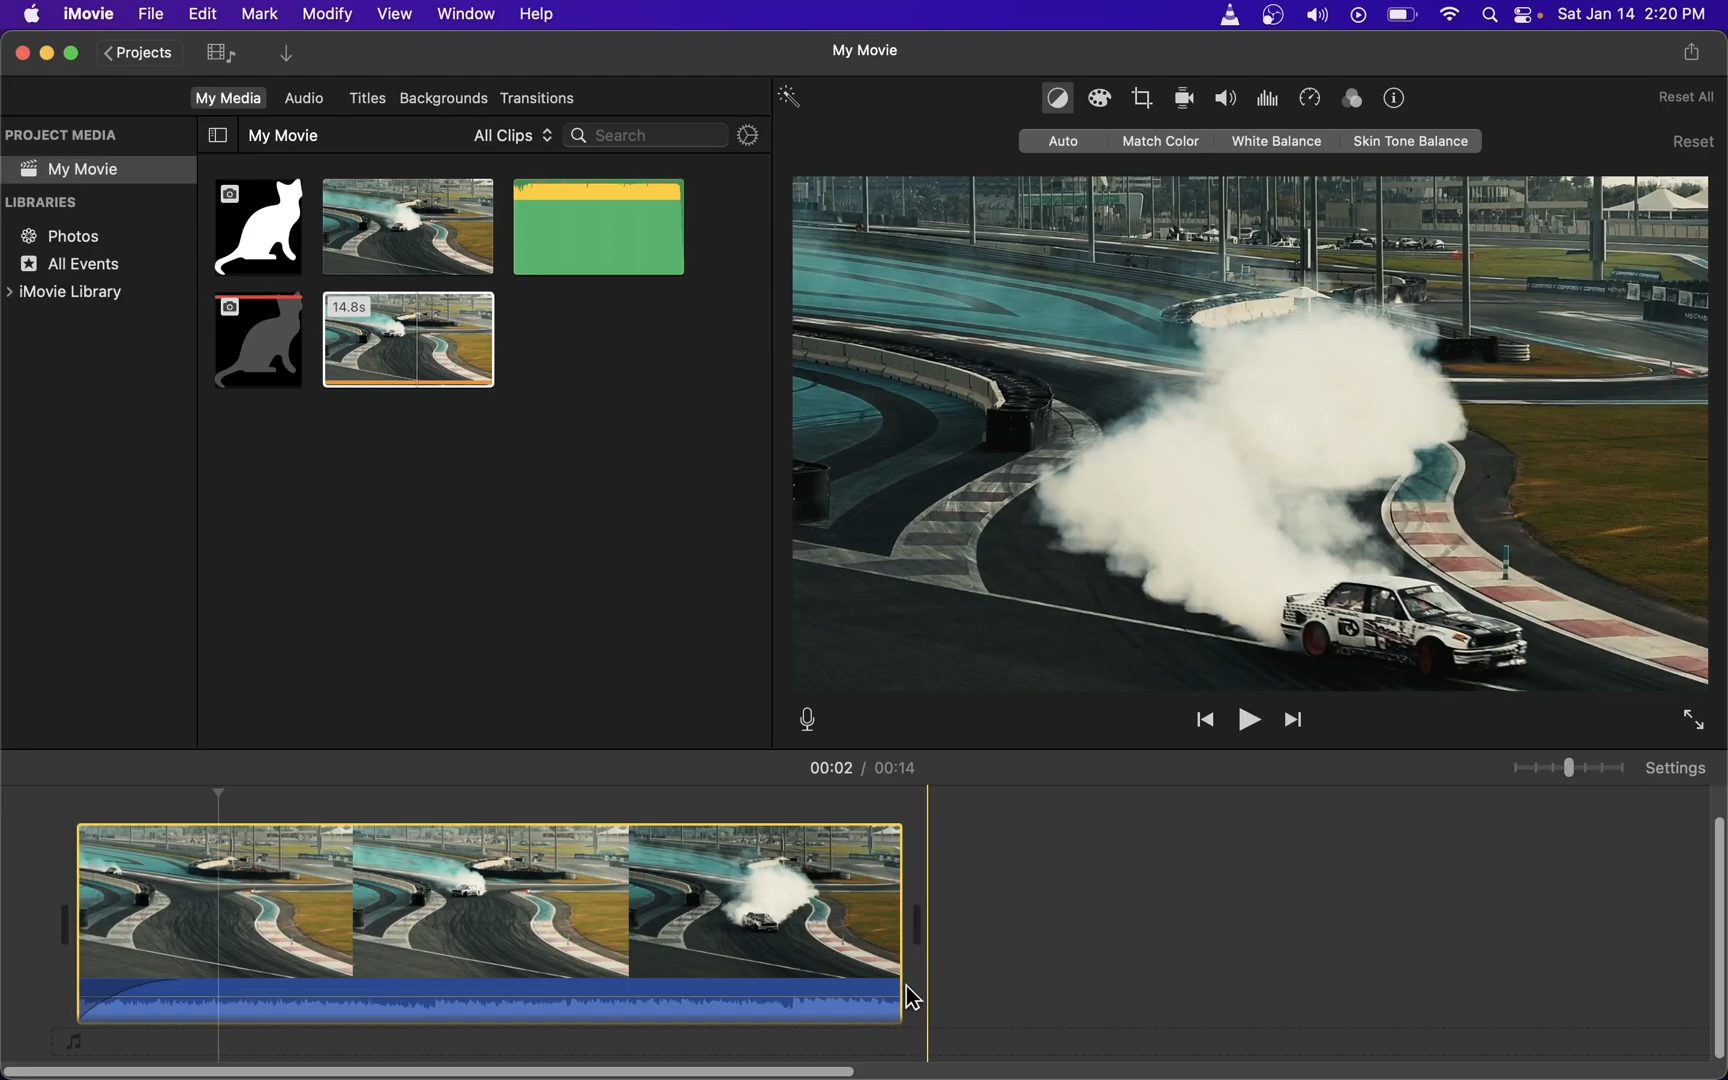 iMovie File Edit Mark Modify View Window Help Sat Jan 14 2:20 PM
Projects My Movie
My Media Audio Titles Backgrounds Transitions Reset All
PROJECT MEDIA My Movie All Clips Search Auto Match Color White Balance Skin Tone Balance Reset
My Movie
LIBRARIES
Photos
All Events
iMovie Library
14.8s
00:02 / 00:14 Settings